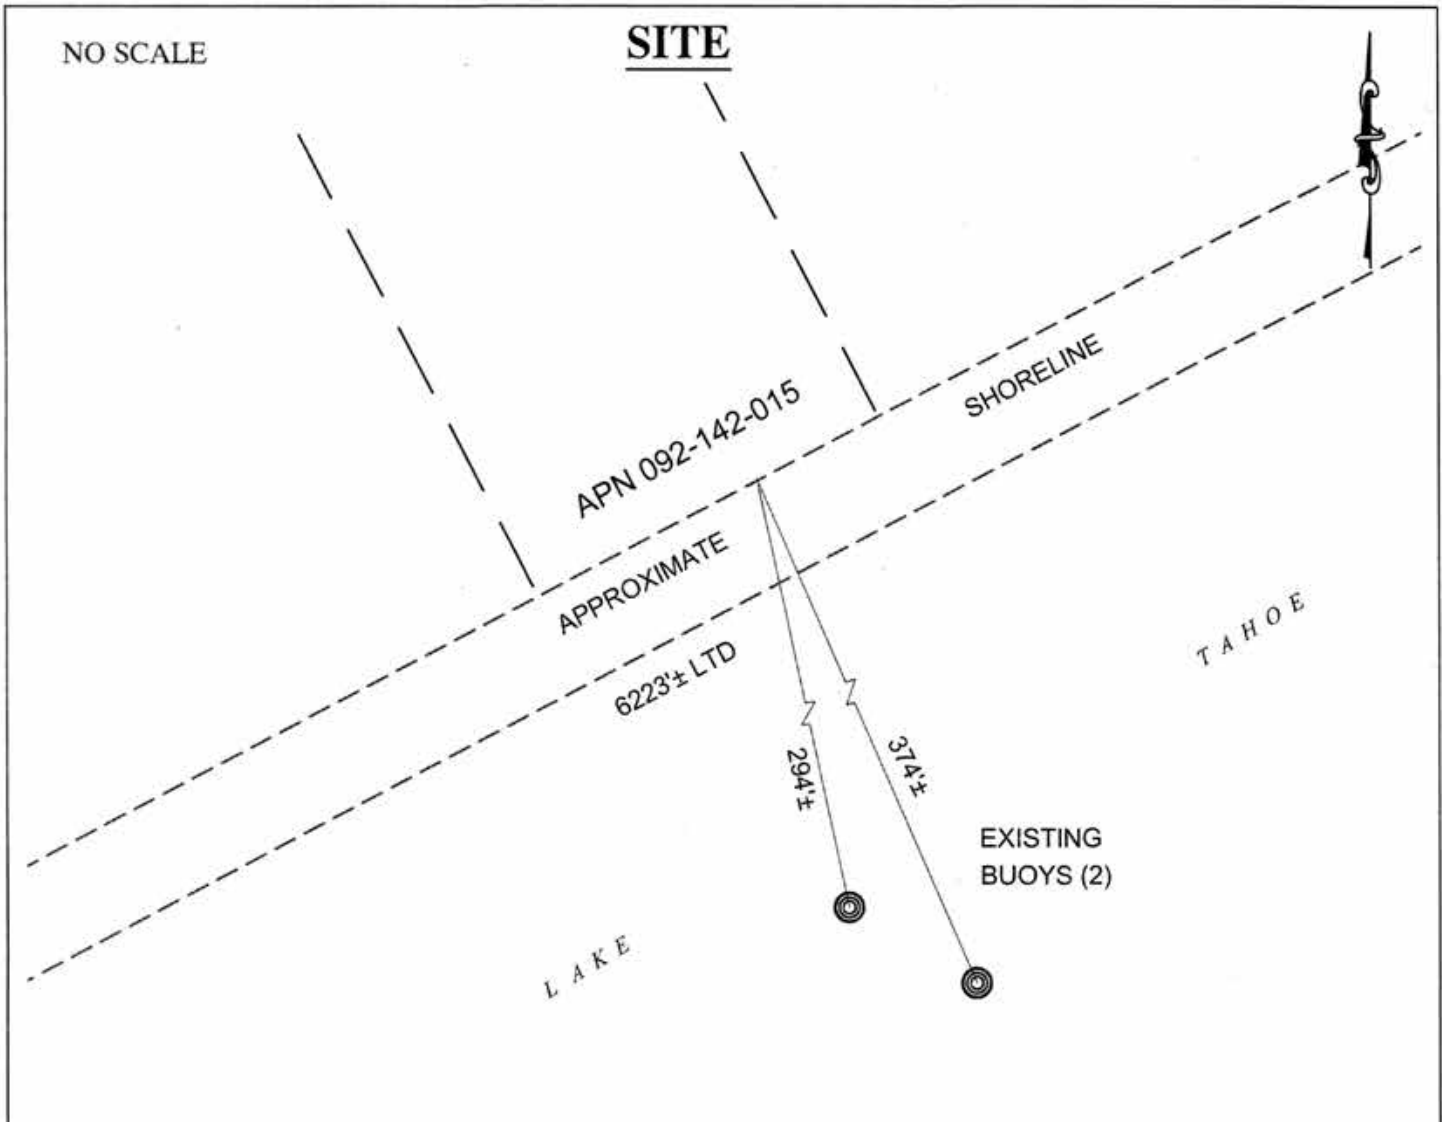 NO SCALE
SITE
APN 092-142-015
APPROXIMATE SHORELINE
6223'± LTD
294'±
374'±
EXISTING
BUOYS (2)
LAKE TAHOE